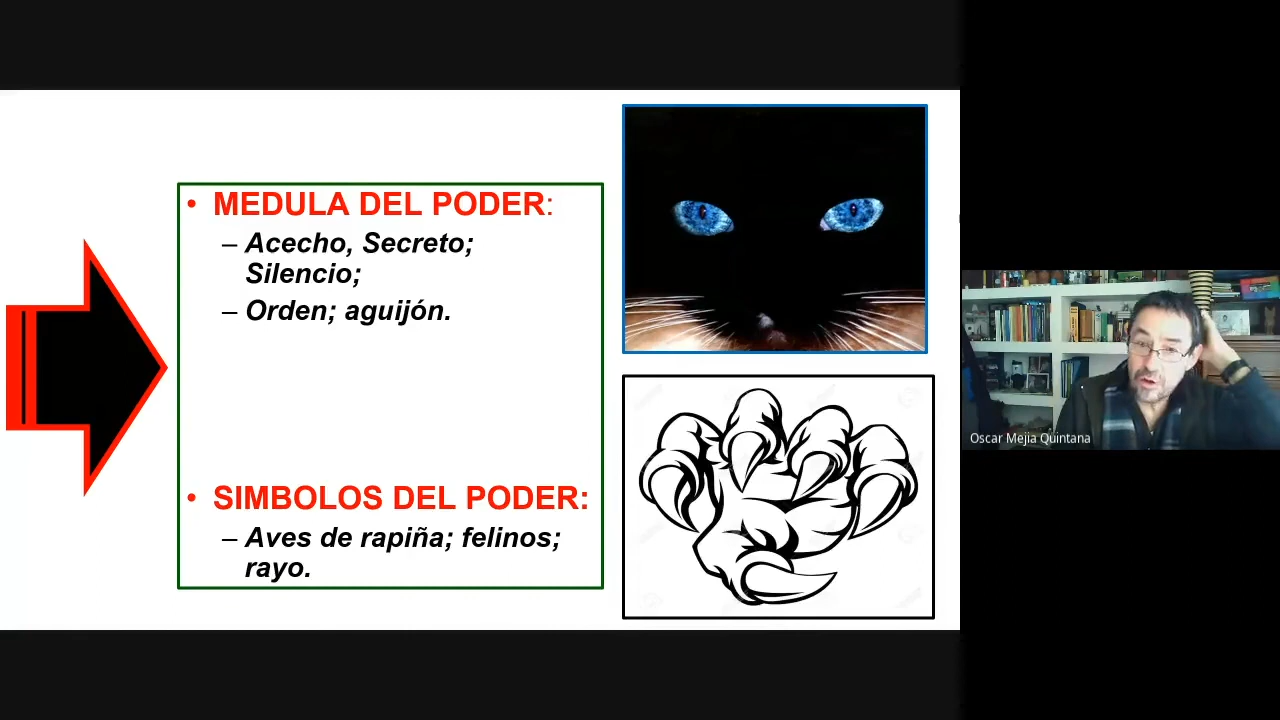 • MEDULA DEL PODER:
– Acecho, Secreto;
Silencio;
– Orden; aguijón.
• SIMBOLOS DEL PODER:
– Aves de rapiña; felinos;
rayo.
Oscar Mejia Quintana